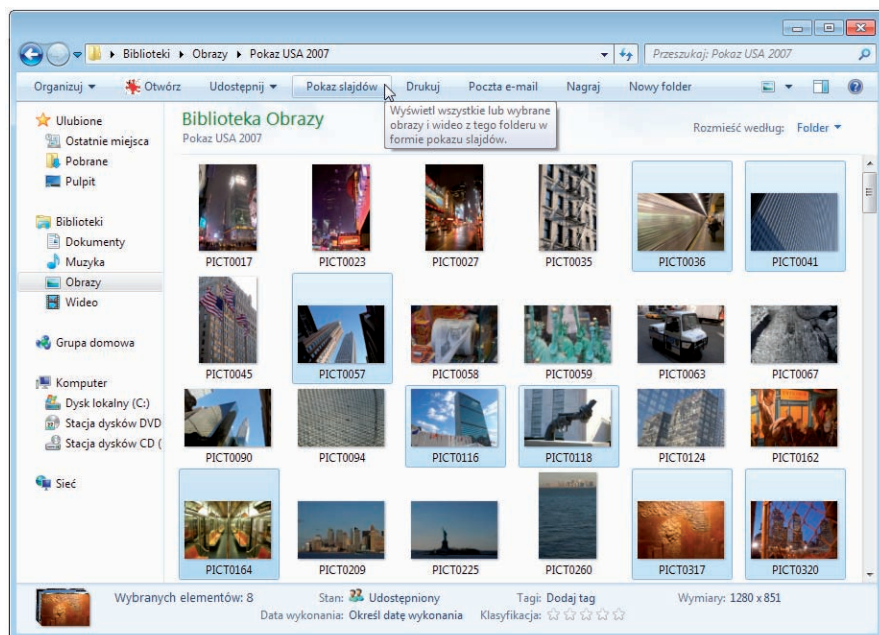 Biblioteki Obrazy Pokaz USA 2007
Przeszukaj: Pokaz USA 2007
Organizuj Otwórz Udostępnij Pokaz slajdów Drukuj Poczta e-mail Nagraj Nowy folder
Wyświetl wszystkie lub wybrane
obrazy i wideo z tego folderu w
formie pokazu slajdów.
Ulubione
Ostatnie miejsca
Pobrane
Pulpit
Biblioteki
Dokumenty
Muzyka
Obrazy
Wideo
Grupa domowa
Komputer
Dysk lokalny (C:)
Stacja dysków DVD
Stacja dysków CD (
Sieć
Biblioteka Obrazy
Pokaz USA 2007
Rozmieść według: Folder
PICT0017 PICT0023 PICT0027 PICT0035 PICT0036 PICT0041
PICT0045 PICT0057 PICT0058 PICT0059 PICT0063 PICT0067
PICT0090 PICT0094 PICT0116 PICT0118 PICT0124 PICT0162
PICT0164 PICT0209 PICT0225 PICT0260 PICT0317 PICT0320
Wybranych elementów: 8 Stan: Udostępniony Tagi: Dodaj tag Wymiary: 1280 x 851
Data wykonania: Określ datę wykonania Klasyfikacja: